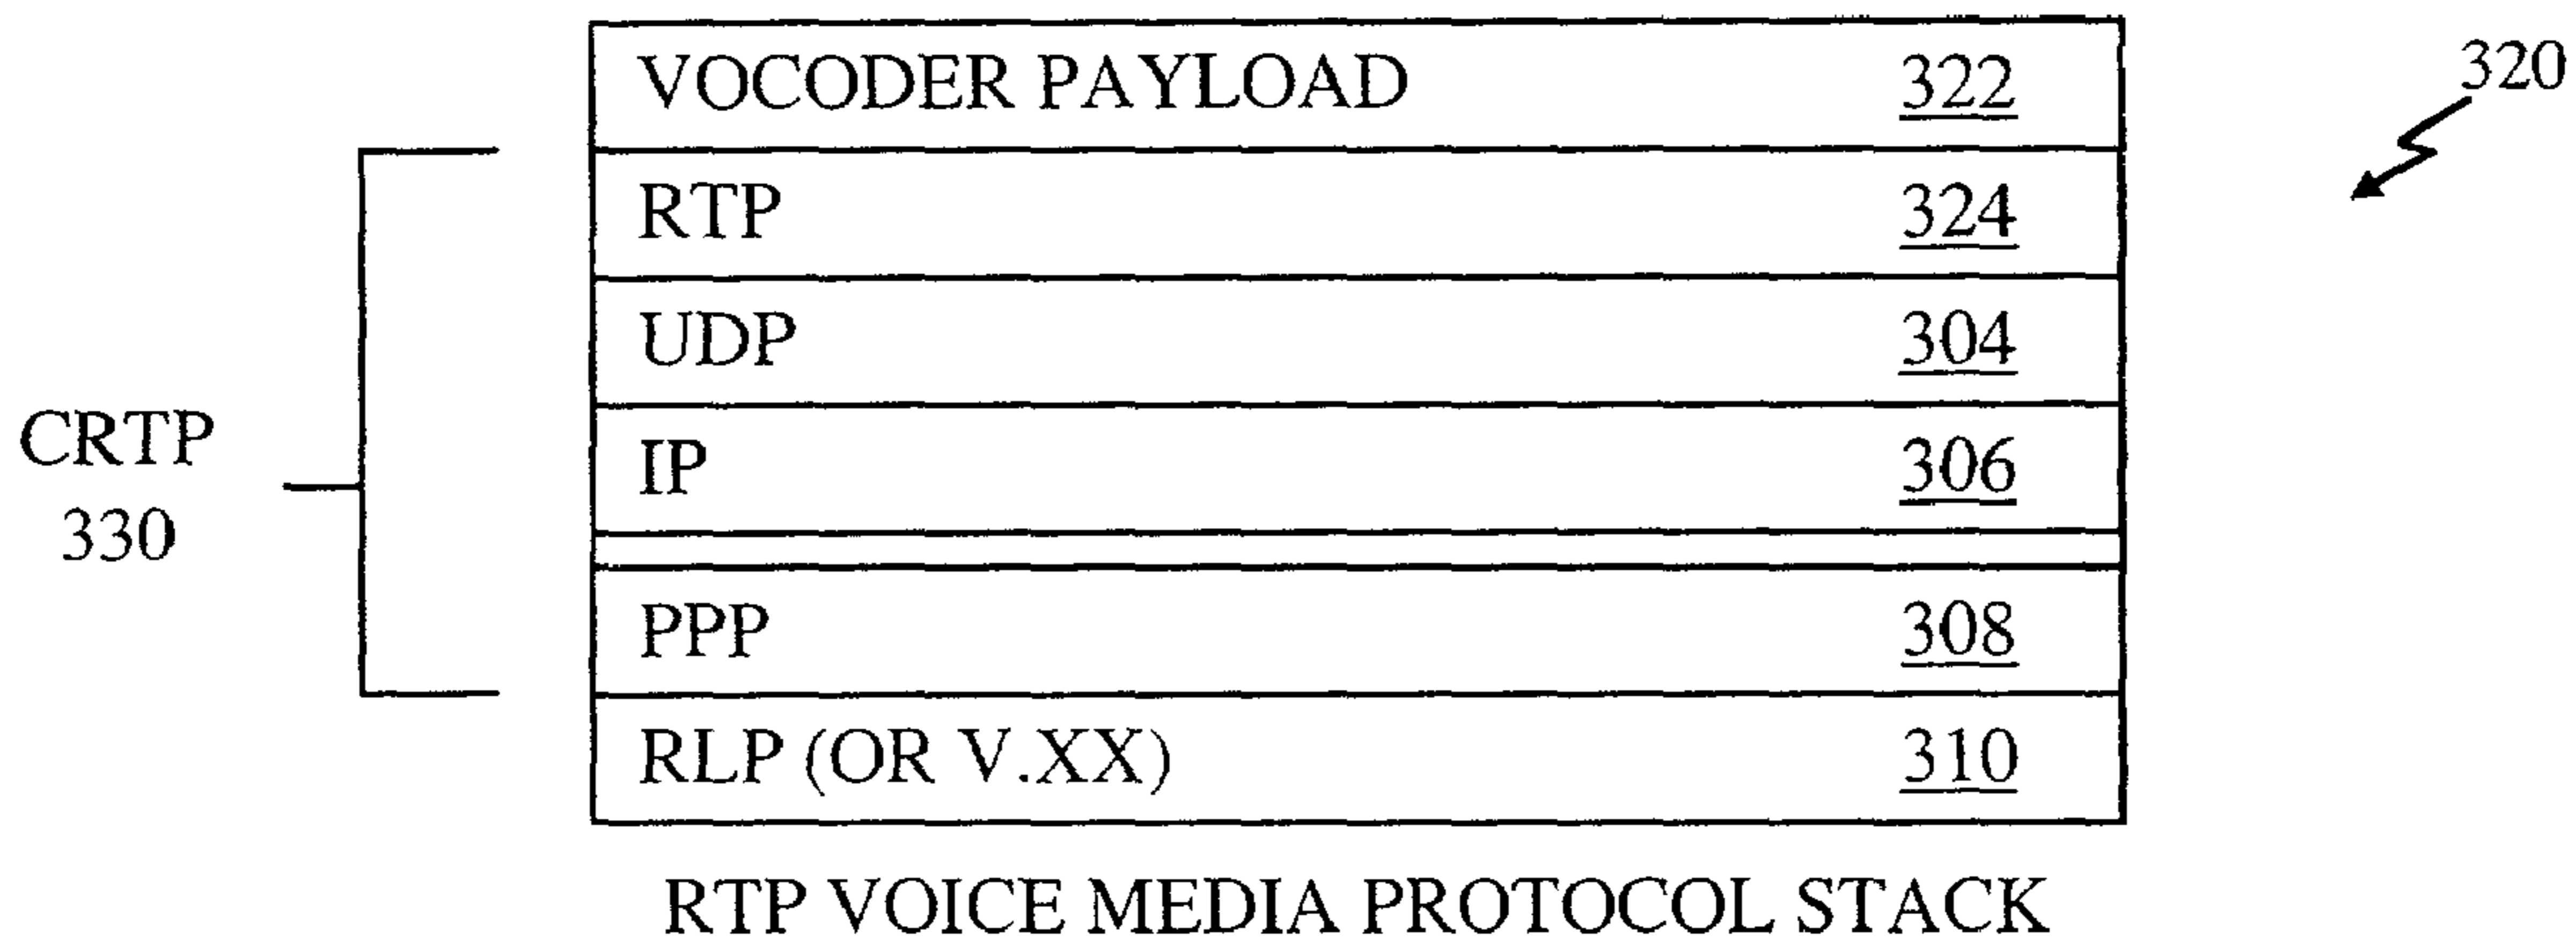 VOCODER PAYLOAD 322
320
RTP 324
UDP 304
CRTP
330
IP 306
PPP 308
RLP (OR V.XX) 310
RTP VOICE MEDIA PROTOCOL STACK